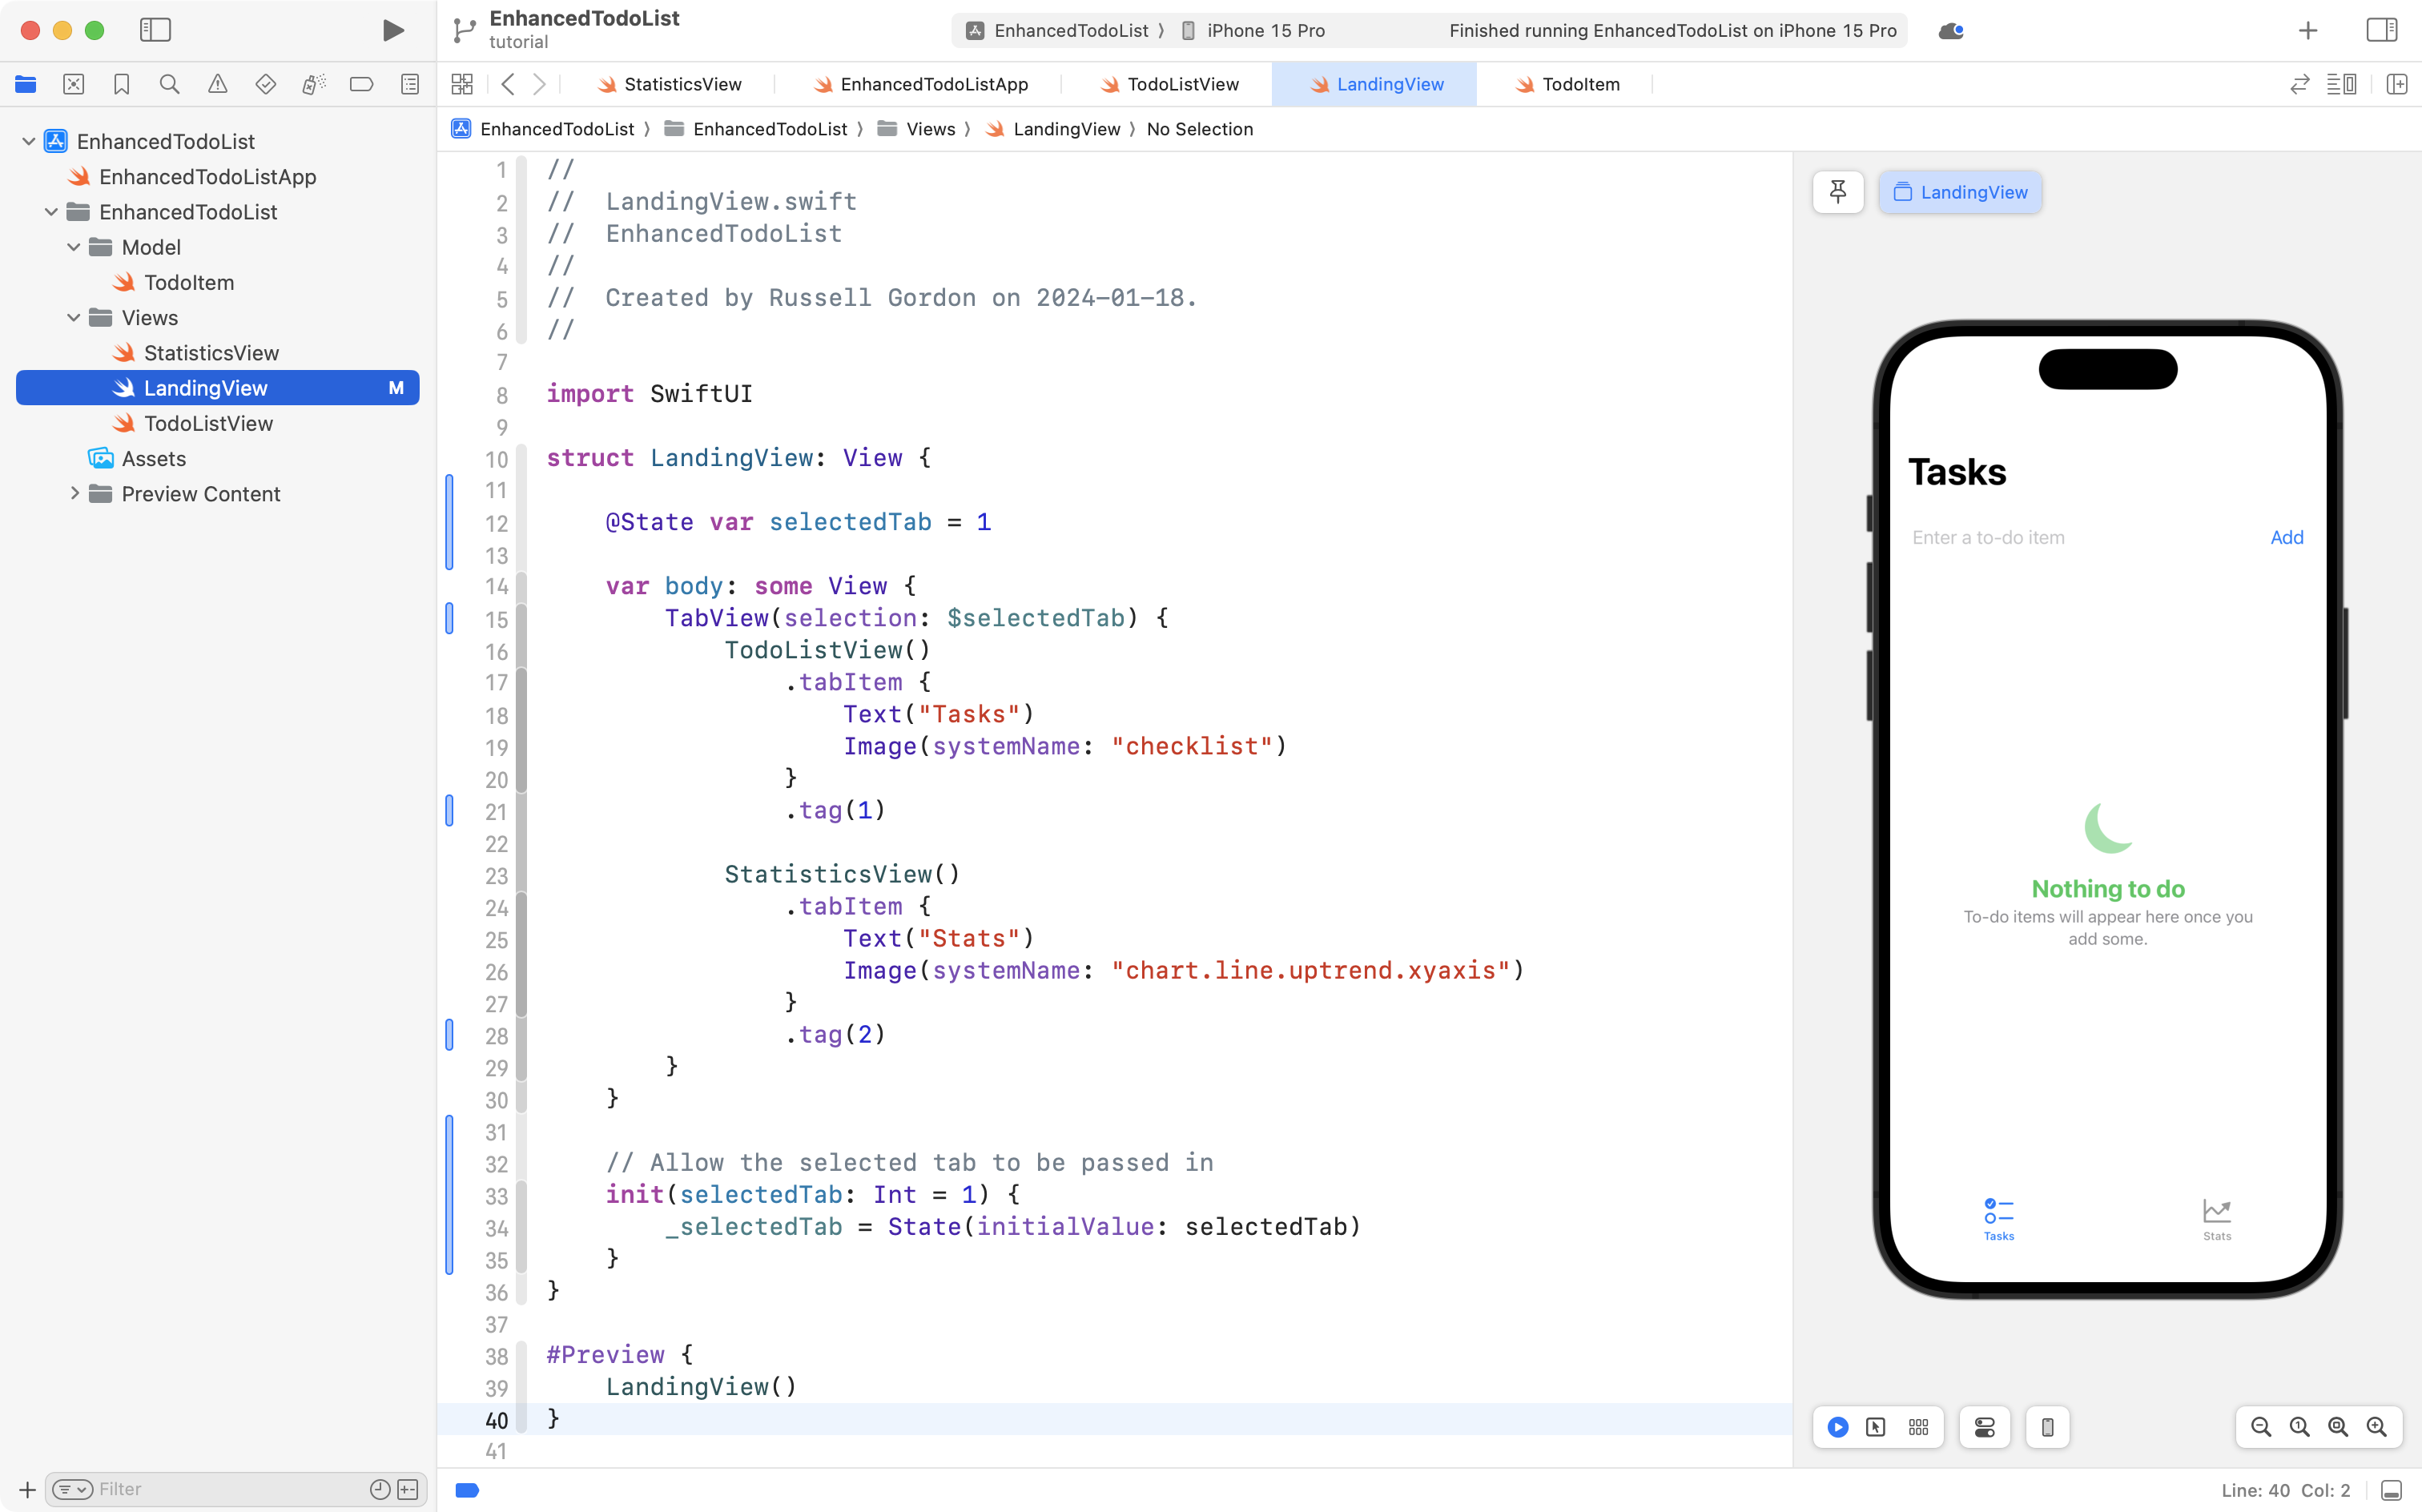 EnhancedTodoList
tutorial
EnhancedTodoList 〉 iPhone 15 Pro
Finished running EnhancedTodoList on iPhone 15 Pro
StatisticsView
EnhancedTodoListApp
TodoListView
LandingView
TodoItem
EnhancedTodoList 〉 EnhancedTodoList 〉 Views 〉 LandingView 〉 No Selection
EnhancedTodoList
EnhancedTodoListApp
EnhancedTodoList
Model
TodoItem
Views
StatisticsView
LandingView M
TodoListView
Assets
Preview Content
Filter
1 //
2 //  LandingView.swift
3 //  EnhancedTodoList
4 //
5 //  Created by Russell Gordon on 2024-01-18.
6 //
7
8 import SwiftUI
9
10 struct LandingView: View {
11
12     @State var selectedTab = 1
13
14     var body: some View {
15         TabView(selection: $selectedTab) {
16             TodoListView()
17                 .tabItem {
18                     Text("Tasks")
19                     Image(systemName: "checklist")
20                 }
21                 .tag(1)
22
23             StatisticsView()
24                 .tabItem {
25                     Text("Stats")
26                     Image(systemName: "chart.line.uptrend.xyaxis")
27                 }
28                 .tag(2)
29         }
30     }
31
32     // Allow the selected tab to be passed in
33     init(selectedTab: Int = 1) {
34         _selectedTab = State(initialValue: selectedTab)
35     }
36 }
37
38 #Preview {
39     LandingView()
40 }
41
LandingView
Tasks
Enter a to-do item Add
Nothing to do
To-do items will appear here once you
add some.
Tasks
Stats
Line: 40 Col: 2